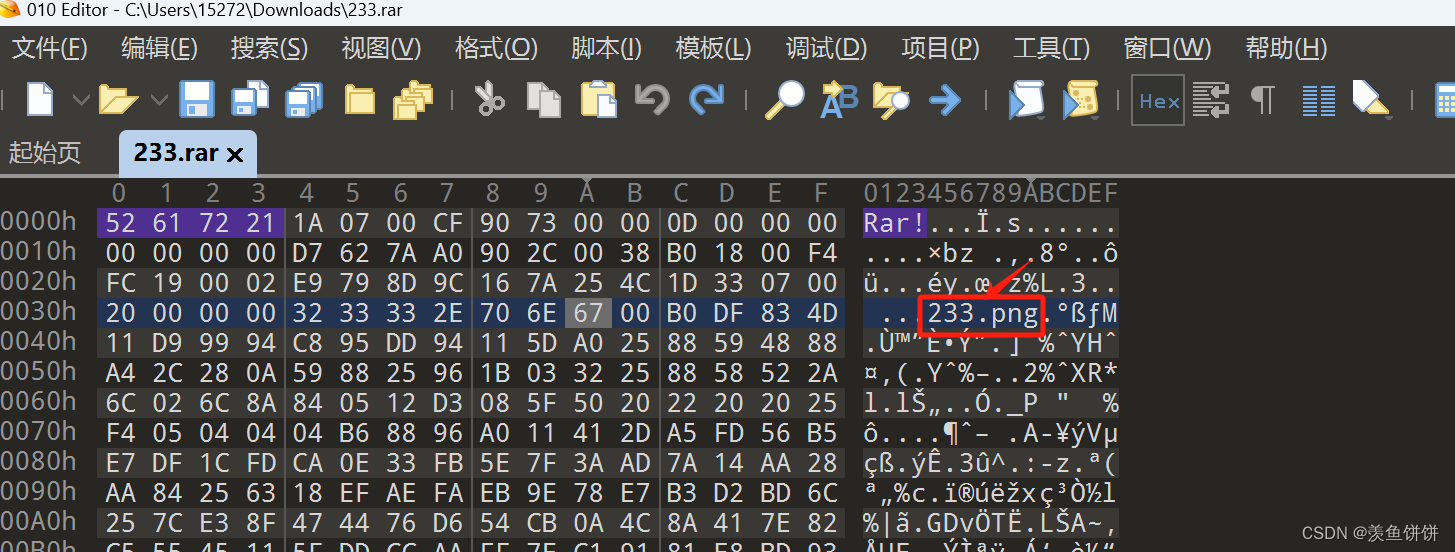 010 Editor - C:\Users\15272\Downloads\233.rar
文件(F) 编辑(E) 搜索(S) 视图(V) 格式(O) 脚本(I) 模板(L) 调试(D) 项目(P) 工具(T) 窗口(W) 帮助(H)
Hex
起始页 233.rar
0 1 2 3 4 5 6 7 8 9 A B C D E F 0123456789ABCDEF
0000h 52 61 72 21 1A 07 00 CF 90 73 00 00 0D 00 00 00 Rar!...Ï.s......
0010h 00 00 00 00 D7 62 7A A0 90 2C 00 38 B0 18 00 F4 ....×bz .,.8°..ô
0020h FC 19 00 02 E9 79 8D 9C 16 7A 25 4C 1D 33 07 00 ü...éy.œ.z%L.3..
0030h 20 00 00 00 32 33 33 2E 70 6E 67 00 B0 DF 83 4D  ...233.png.°ßƒM
0040h 11 D9 99 94 C8 95 DD 94 11 5D A0 25 88 59 48 88 .Ù™”È•Ý”.] %ˆYHˆ
0050h A4 2C 28 0A 59 88 25 96 1B 03 32 25 88 58 52 2A ¤,(.Yˆ%–..2%ˆXR*
0060h 6C 02 6C 8A 84 05 12 D3 08 5F 50 20 22 20 20 25 l.lŠ„..Ó._P "  %
0070h F4 05 04 04 04 B6 88 96 A0 11 41 2D A5 FD 56 B5 ô....¶ˆ– .A-¥ýVµ
0080h E7 DF 1C FD CA 0E 33 FB 5E 7F 3A AD 7A 14 AA 28 çß.ýÊ.3û^.:-z.ª(
0090h AA 84 25 63 18 EF AE FA EB 9E 78 E7 B3 D2 BD 6C ª„%c.ï®úëžxç³Ò½l
00A0h 25 7C E3 8F 47 44 76 D6 54 CB 0A 4C 8A 41 7E 82 %|ã.GDvÖTË.LŠA~‚
CSDN @羡鱼饼饼